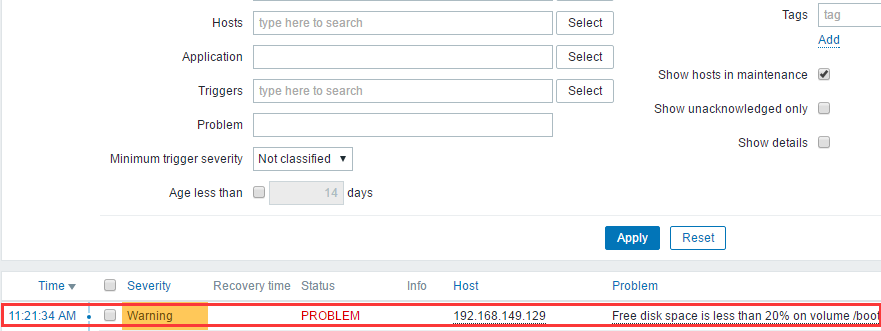 Hosts type here to search Select Tags tag
Add
Application Select
Show hosts in maintenance
Triggers type here to search Select
Show unacknowledged only
Problem
Show details
Minimum trigger severity Not classified ▼
Age less than 14 days
Apply Reset
Time ▼ Severity Recovery time Status Info Host Problem
11:21:34 AM Warning PROBLEM 192.168.149.129 Free disk space is less than 20% on volume /boot